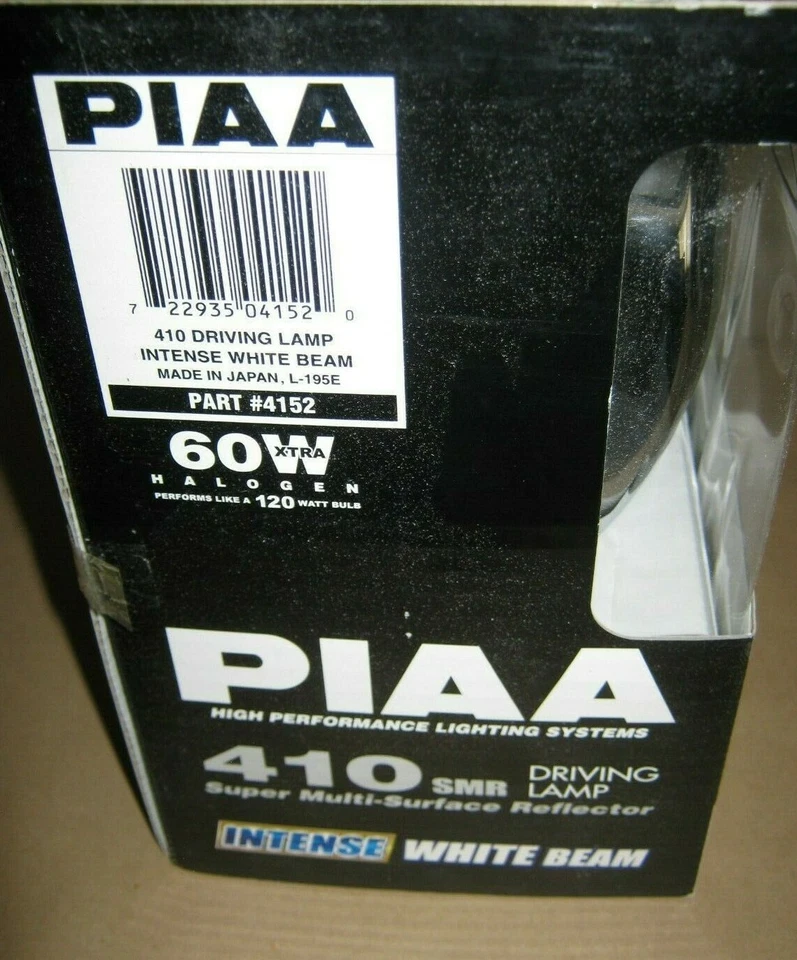 PIAA
7 22935 04152 0
410 DRIVING LAMP
INTENSE WHITE BEAM
MADE IN JAPAN, L-195E
PART #4152
60W X-TRA
HALOGEN
PERFORMS LIKE A 120 WATT BULB
PIAA
HIGH PERFORMANCE LIGHTING SYSTEMS
410 SMR DRIVING LAMP
Super Multi-Surface Reflector
INTENSE WHITE BEAM